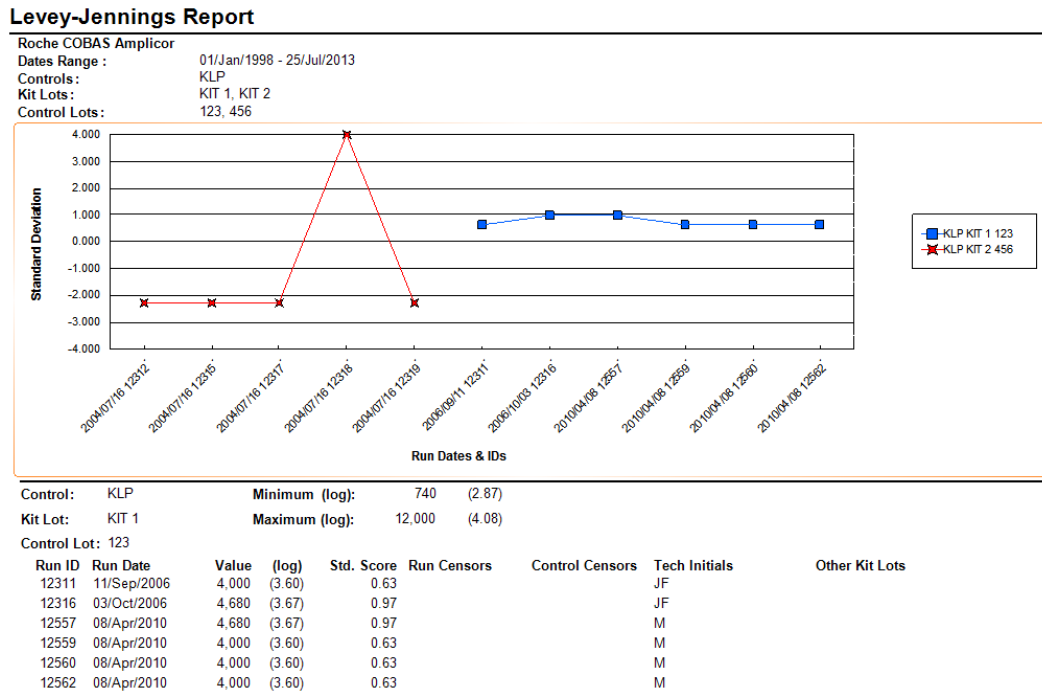 Levey-Jennings Report
Roche COBAS Amplicor
Dates Range : 01/Jan/1998 - 25/Jul/2013
Controls : KLP
Kit Lots : KIT 1, KIT 2
Control Lots : 123, 456
4.000
3.000
2.000
1.000
0.000
-1.000
-2.000
-3.000
-4.000
Standard Deviation
KLP KIT 1 123
KLP KIT 2 456
2004/07/16 12312
2004/07/16 12315
2004/07/16 12317
2004/07/16 12318
2004/07/16 12319
2006/09/11 12311
2006/10/03 12316
2010/04/08 12557
2010/04/08 12559
2010/04/08 12560
2010/04/08 12562
Run Dates & IDs
Control: KLP Minimum (log): 740 (2.87)
Kit Lot: KIT 1 Maximum (log): 12,000 (4.08)
Control Lot: 123
Run ID Run Date Value (log) Std. Score Run Censors Control Censors Tech Initials Other Kit Lots
12311 11/Sep/2006 4,000 (3.60) 0.63 JF
12316 03/Oct/2006 4,680 (3.67) 0.97 JF
12557 08/Apr/2010 4,680 (3.67) 0.97 M
12559 08/Apr/2010 4,000 (3.60) 0.63 M
12560 08/Apr/2010 4,000 (3.60) 0.63 M
12562 08/Apr/2010 4,000 (3.60) 0.63 M